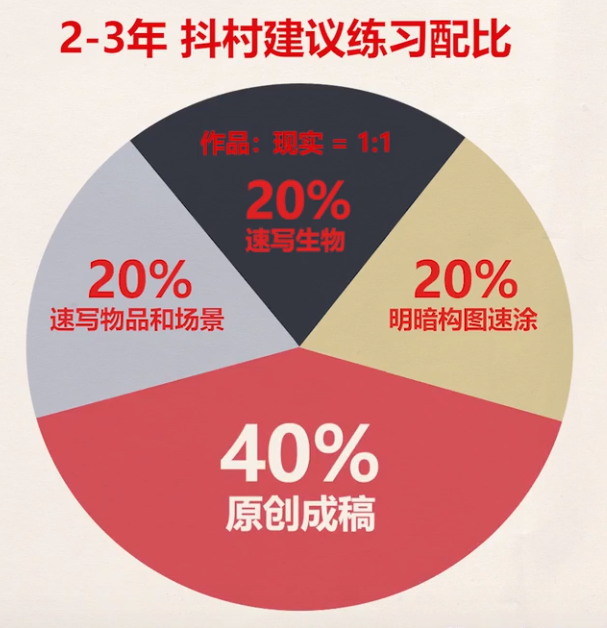 2-3年 抖村建议练习配比
作品：现实 = 1:1
20%
速写生物
20%
速写物品和场景
20%
明暗构图速涂
40%
原创成稿